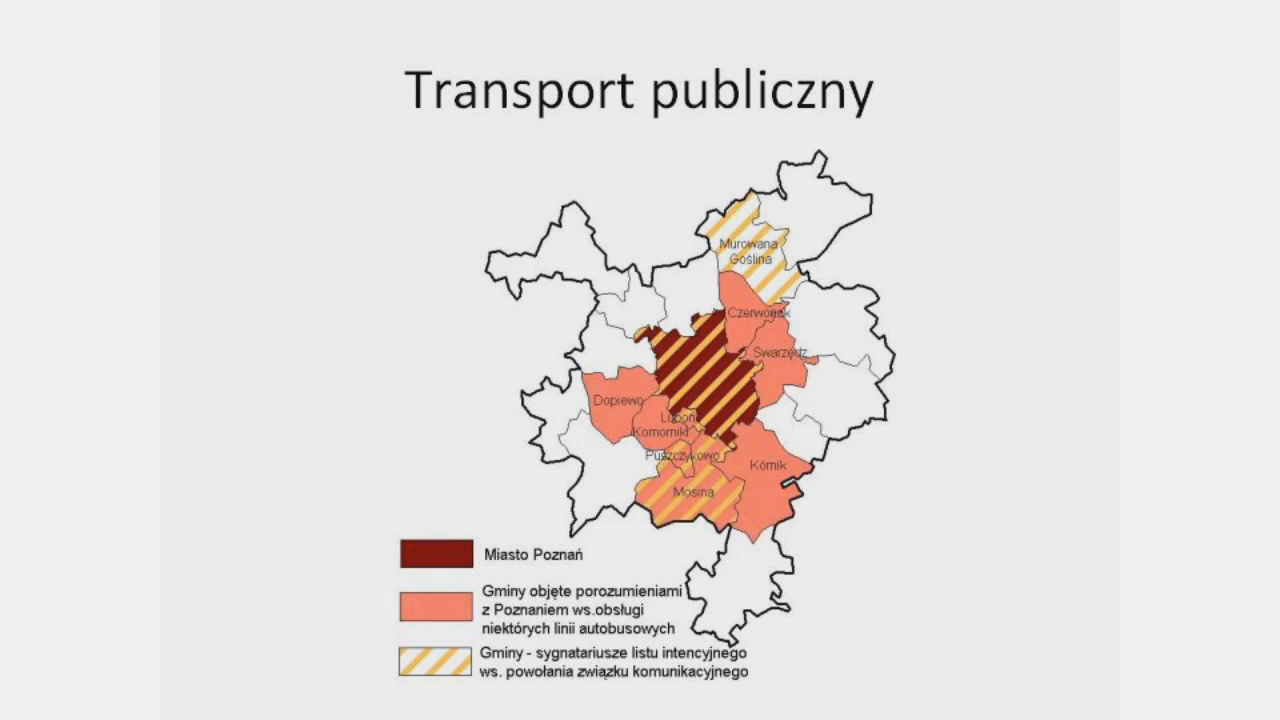 Transport publiczny
Murowana
Goślina
Czerwonak
Swarzędz
Dopiewo
Luboń
Komorniki
Puszczykowo
Kórnik
Mosina
Miasto Poznań
Gminy objęte porozumieniami
z Poznaniem ws.obsługi
niektórych linii autobusowych
Gminy - sygnatariusze listu intencyjnego
ws. powołania związku komunikacyjnego